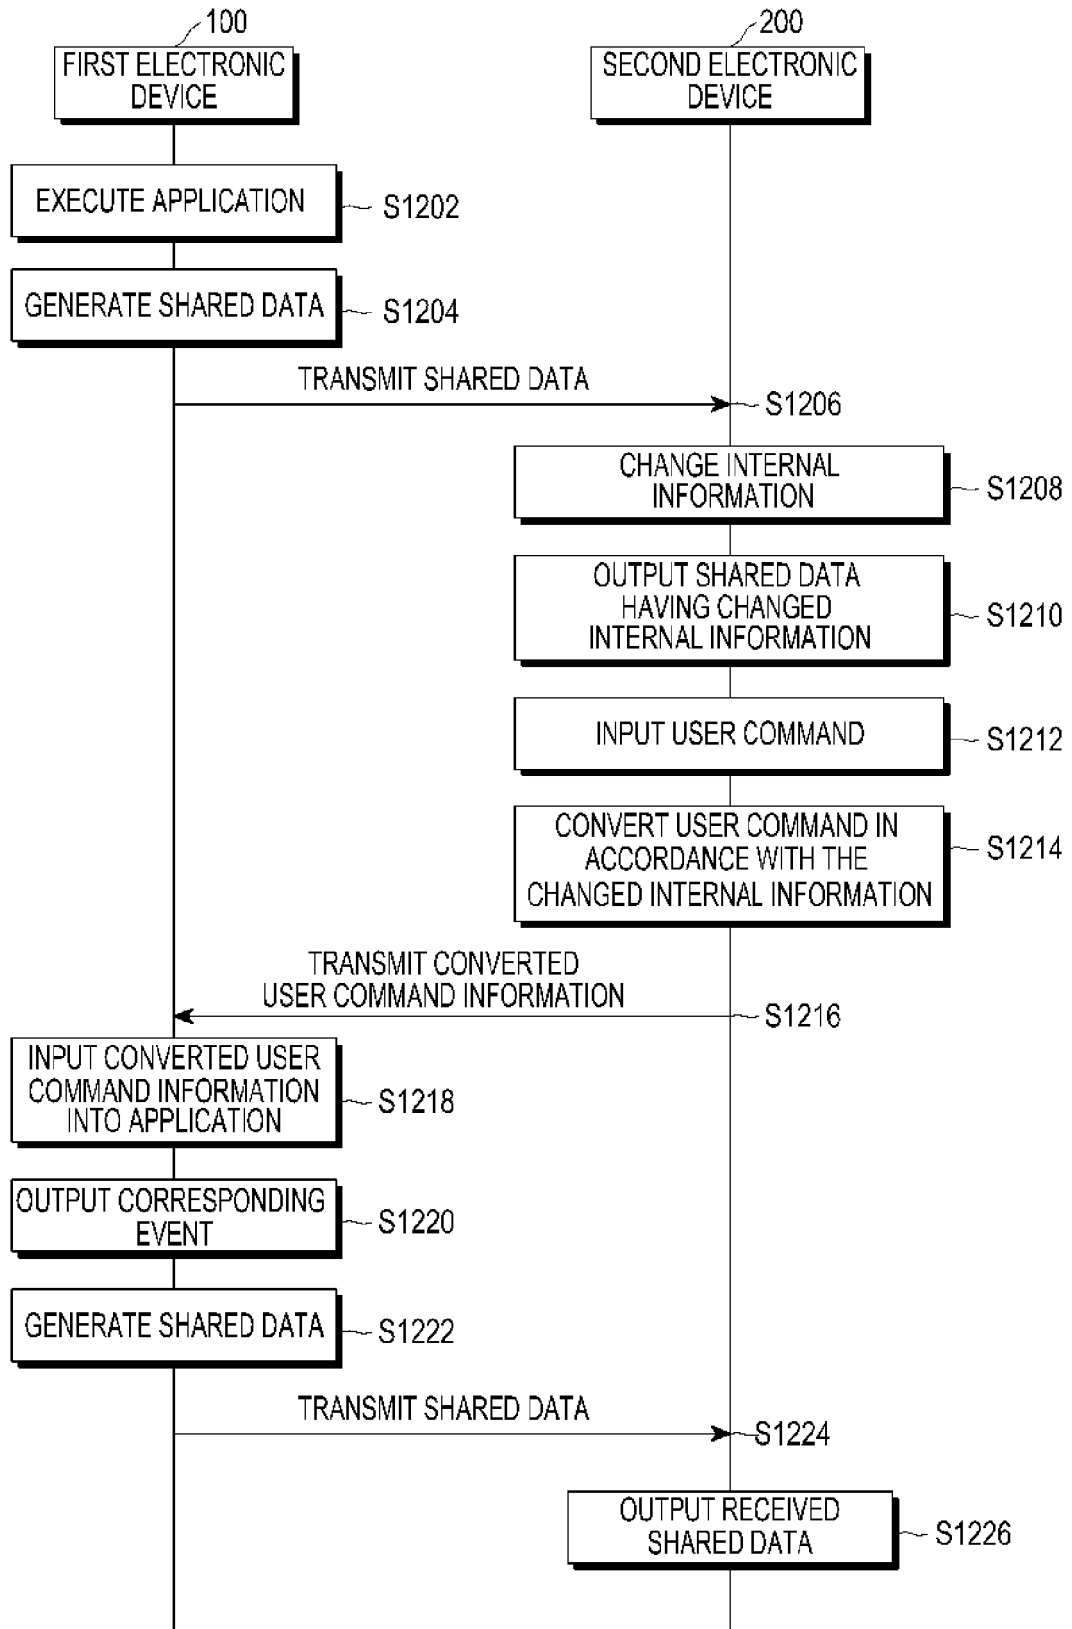 100
200
FIRST ELECTRONIC
DEVICE
SECOND ELECTRONIC
DEVICE
EXECUTE APPLICATION
S1202
GENERATE SHARED DATA
S1204
TRANSMIT SHARED DATA
S1206
CHANGE INTERNAL
INFORMATION
S1208
OUTPUT SHARED DATA
HAVING CHANGED
INTERNAL INFORMATION
S1210
INPUT USER COMMAND
S1212
CONVERT USER COMMAND IN
ACCORDANCE WITH THE
CHANGED INTERNAL INFORMATION
S1214
TRANSMIT CONVERTED
USER COMMAND INFORMATION
S1216
INPUT CONVERTED USER
COMMAND INFORMATION
INTO APPLICATION
S1218
OUTPUT CORRESPONDING
EVENT
S1220
GENERATE SHARED DATA
S1222
TRANSMIT SHARED DATA
S1224
OUTPUT RECEIVED
SHARED DATA
S1226